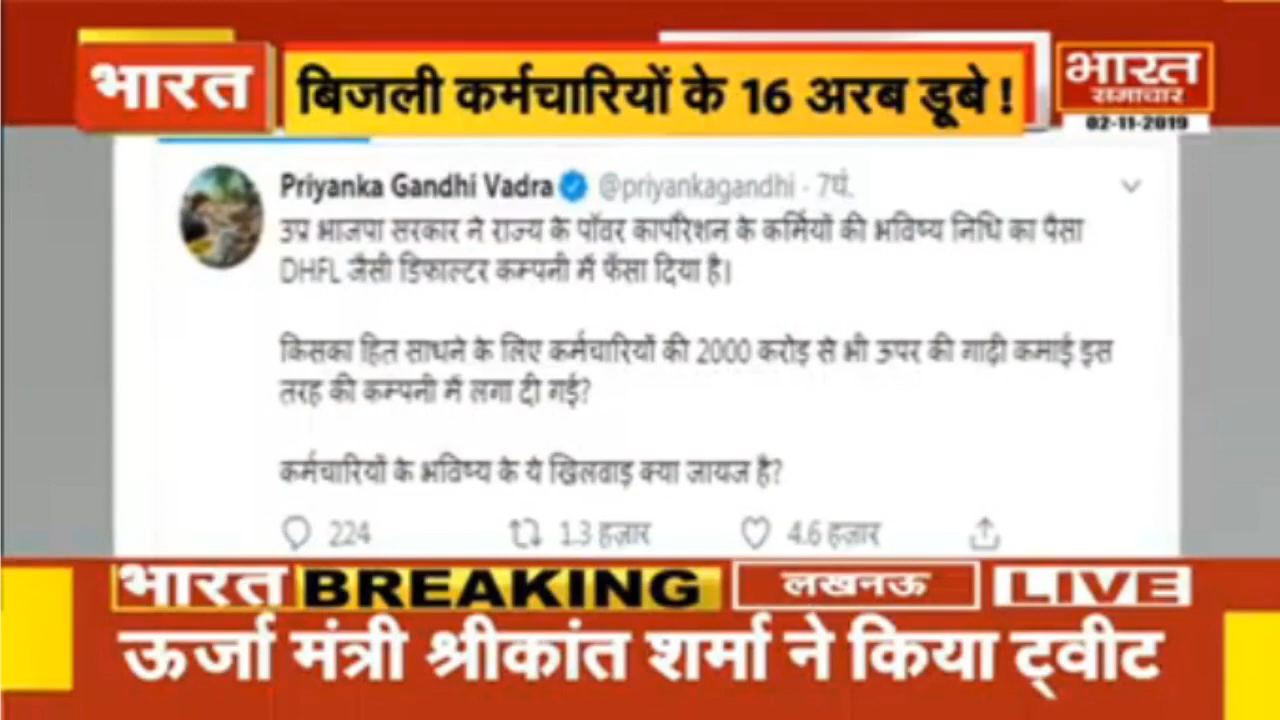 भारत
बिजली कर्मचारियों के 16 अरब डूबे !
भारत
समाचार
02-11-2019
Priyanka Gandhi Vadra @priyankagandhi · 7घं.
उप्र भाजपा सरकार ने राज्य के पॉवर कार्पोरेशन के कर्मियों की भविष्य निधि का पैसा
DHFL जैसी डिफाल्टर कम्पनी में फँसा दिया है।
किसका हित साधने के लिए कर्मचारियों की 2000 करोड़ से भी ऊपर की गाढ़ी कमाई इस
तरह की कम्पनी में लगा दी गई?
कर्मचारियों के भविष्य के ये खिलवाड़ क्या जायज है?
224 1.3 हज़ार 4.6 हज़ार
भारत BREAKING लखनऊ LIVE
ऊर्जा मंत्री श्रीकांत शर्मा ने किया ट्वीट